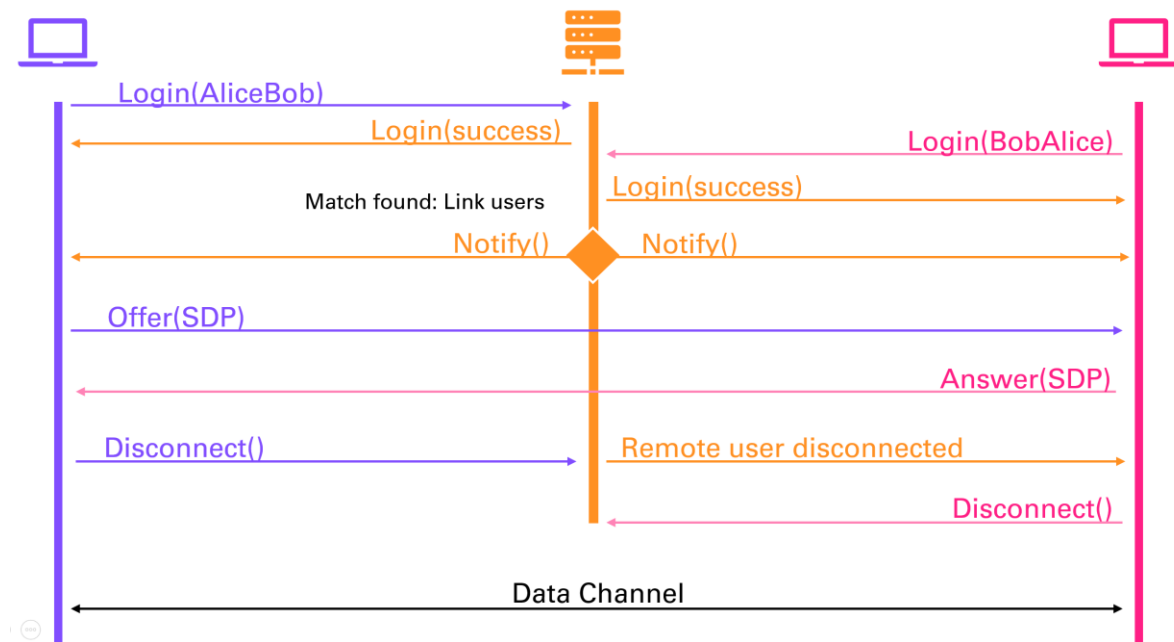 Login(AliceBob)
Login(success)
Login(BobAlice)
Login(success)
Match found: Link users
Notify()
Notify()
Offer(SDP)
Answer(SDP)
Disconnect()
Remote user disconnected
Disconnect()
Data Channel